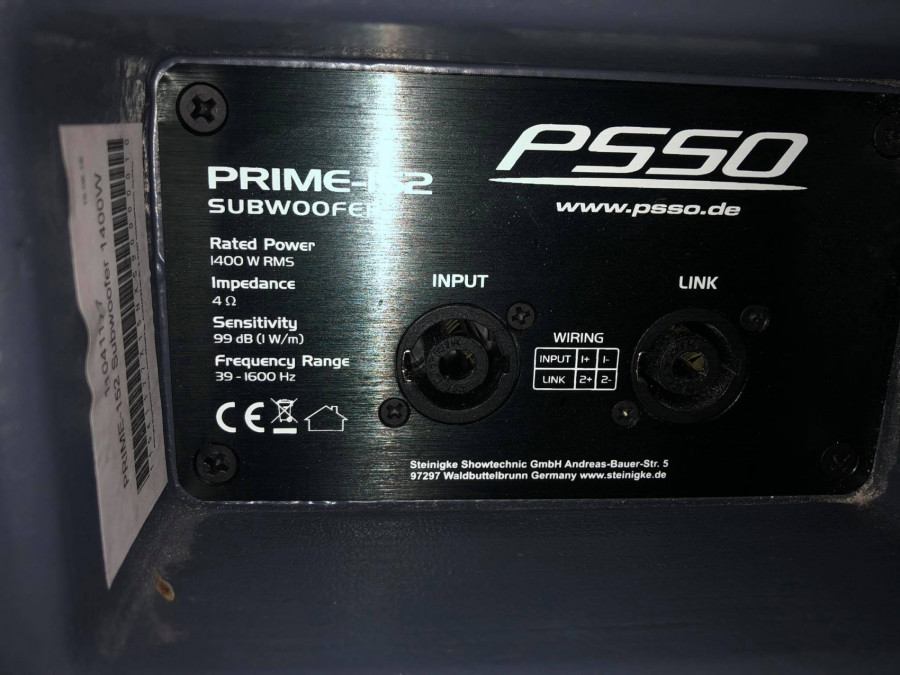 PSSO
www.psso.de
PRIME-152
SUBWOOFER
Rated Power
1400 W RMS
Impedance
4 Ω
Sensitivity
99 dB (1 W/m)
Frequency Range
39 - 1600 Hz
CE
INPUT
LINK
WIRING
INPUT 1+ 1-
LINK 2+ 2-
Steinigke Showtechnic GmbH Andreas-Bauer-Str. 5
97297 Waldbuttelbrunn Germany www.steinigke.de
PRIME-152 Subwoofer 1400W